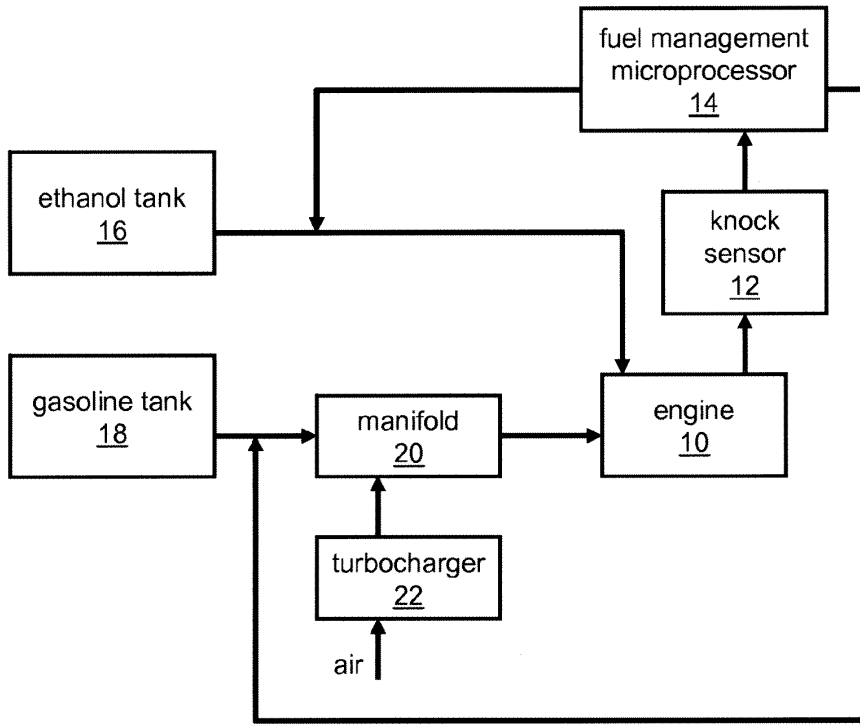 fuel management
microprocessor
14
ethanol tank
16
knock
sensor
12
gasoline tank
18
manifold
20
engine
10
turbocharger
22
air